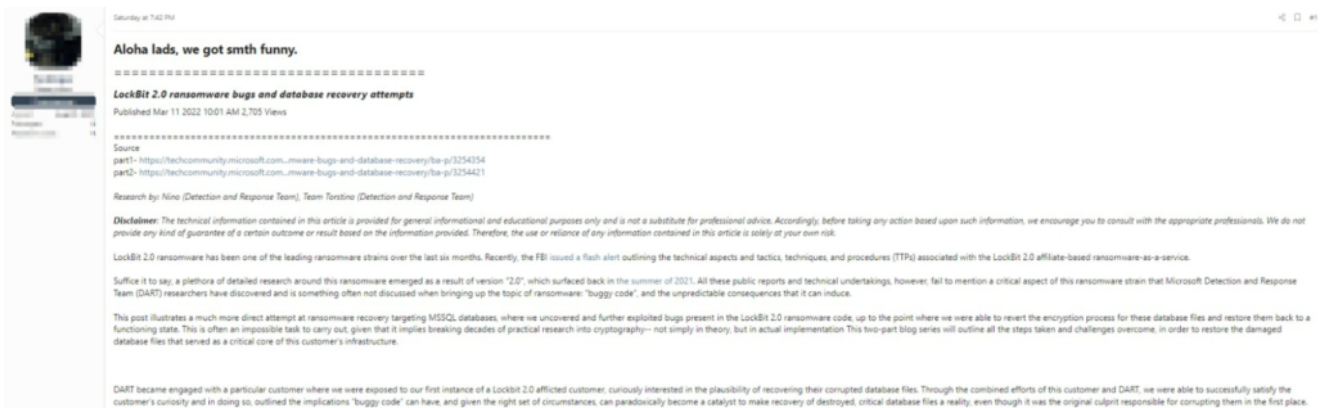 Saturday at 7:42 PM
#1
Aloha lads, we got smth funny.
====================================
LockBit 2.0 ransomware bugs and database recovery attempts
Published Mar 11 2022 10:01 AM 2,705 Views
==========================================================================
Source
part1- https://techcommunity.microsoft.com...mware-bugs-and-database-recovery/ba-p/3254354
part2- https://techcommunity.microsoft.com...mware-bugs-and-database-recovery/ba-p/3254421
Research by: Nino (Detection and Response Team), Team Torstino (Detection and Response Team)
Disclaimer: The technical information contained in this article is provided for general informational and educational purposes only and is not a substitute for professional advice. Accordingly, before taking any action based upon such information, we encourage you to consult with the appropriate professionals. We do not
provide any kind of guarantee of a certain outcome or result based on the information provided. Therefore, the use or reliance of any information contained in this article is solely at your own risk.
LockBit 2.0 ransomware has been one of the leading ransomware strains over the last six months. Recently, the FBI issued a flash alert outlining the technical aspects and tactics, techniques, and procedures (TTPs) associated with the LockBit 2.0 affiliate-based ransomware-as-a-service.
Suffice it to say, a plethora of detailed research around this ransomware emerged as a result of version "2.0", which surfaced back in the summer of 2021. All these public reports and technical undertakings, however, fail to mention a critical aspect of this ransomware strain that Microsoft Detection and Response
Team (DART) researchers have discovered and is something often not discussed when bringing up the topic of ransomware: "buggy code", and the unpredictable consequences that it can induce.
This post illustrates a much more direct attempt at ransomware recovery targeting MSSQL databases, where we uncovered and further exploited bugs present in the LockBit 2.0 ransomware code, up to the point where we were able to revert the encryption process for these database files and restore them back to a
functioning state. This is often an impossible task to carry out, given that it implies breaking decades of practical research into cryptography-- not simply in theory, but in actual implementation This two-part blog series will outline all the steps taken and challenges overcome, in order to restore the damaged
database files that served as a critical core of this customer's infrastructure.
DART became engaged with a particular customer where we were exposed to our first instance of a Lockbit 2.0 afflicted customer, curiously interested in the plausibility of recovering their corrupted database files. Through the combined efforts of this customer and DART, we were able to successfully satisfy the
customer's curiosity and in doing so, outlined the implications "buggy code" can have, and given the right set of circumstances, can paradoxically become a catalyst to make recovery of destroyed, critical database files a reality, even though it was the original culprit responsible for corrupting them in the first place.